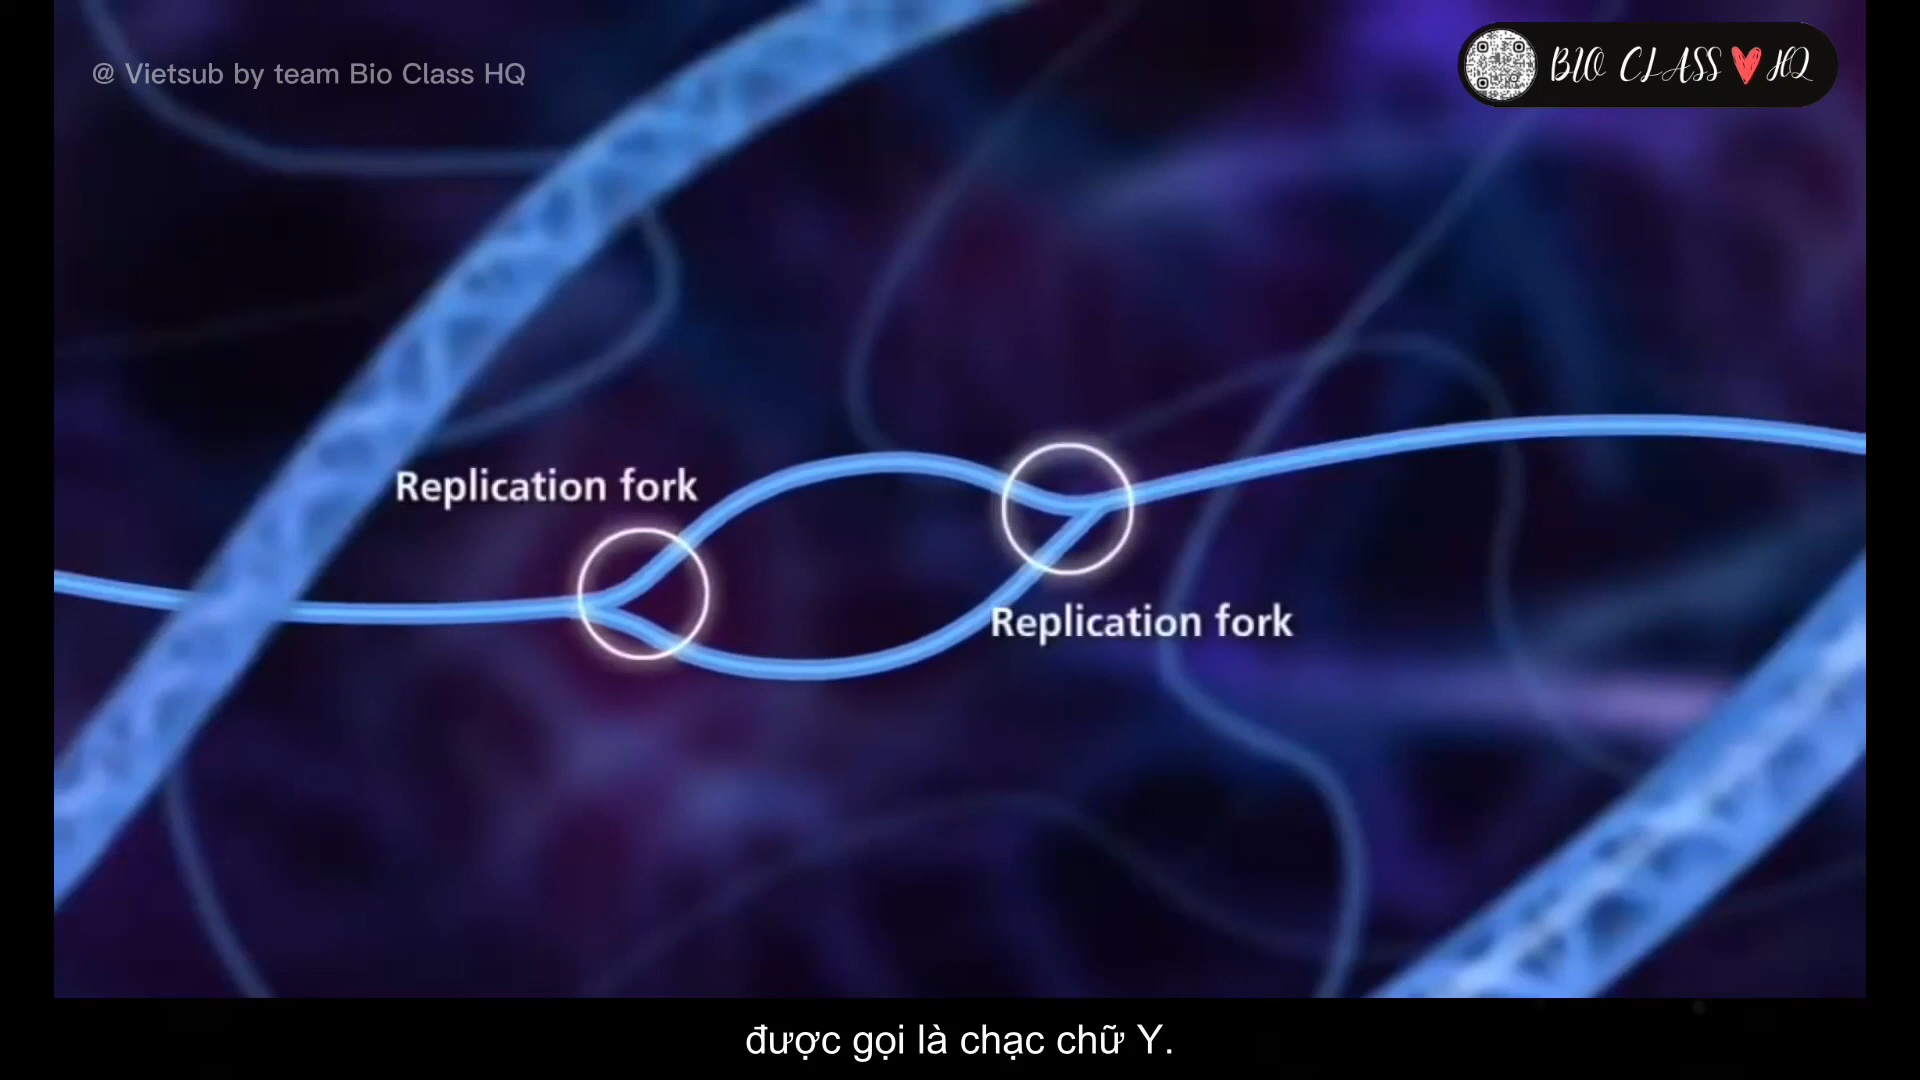 @ Vietsub by team Bio Class HQ
BIO CLASS HQ
Replication fork
Replication fork
được gọi là chạc chữ Y.